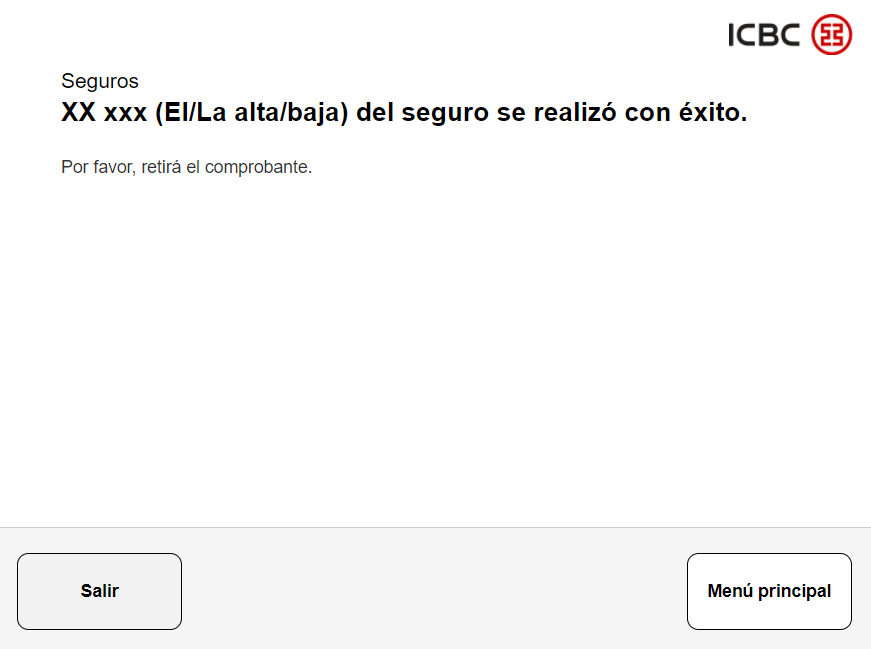 ICBC
Seguros
XX xxx (El/La alta/baja) del seguro se realizó con éxito.
Por favor, retirá el comprobante.
Salir
Menú principal